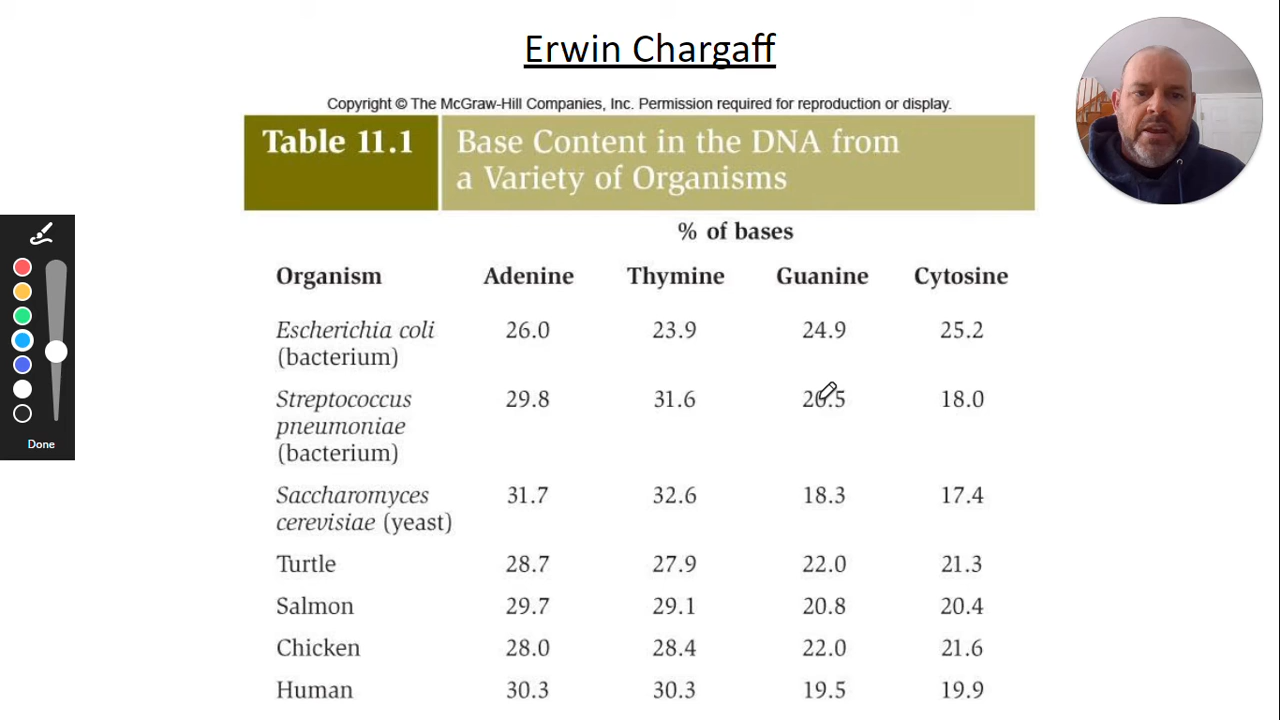 Erwin Chargaff
Copyright © The McGraw-Hill Companies, Inc. Permission required for reproduction or display.
Table 11.1
Base Content in the DNA from
a Variety of Organisms
% of bases
Organism Adenine Thymine Guanine Cytosine
Escherichia coli 26.0 23.9 24.9 25.2
(bacterium)
Streptococcus 29.8 31.6 20.5 18.0
pneumoniae
(bacterium)
Saccharomyces 31.7 32.6 18.3 17.4
cerevisiae (yeast)
Turtle 28.7 27.9 22.0 21.3
Salmon 29.7 29.1 20.8 20.4
Chicken 28.0 28.4 22.0 21.6
Human 30.3 30.3 19.5 19.9
Done